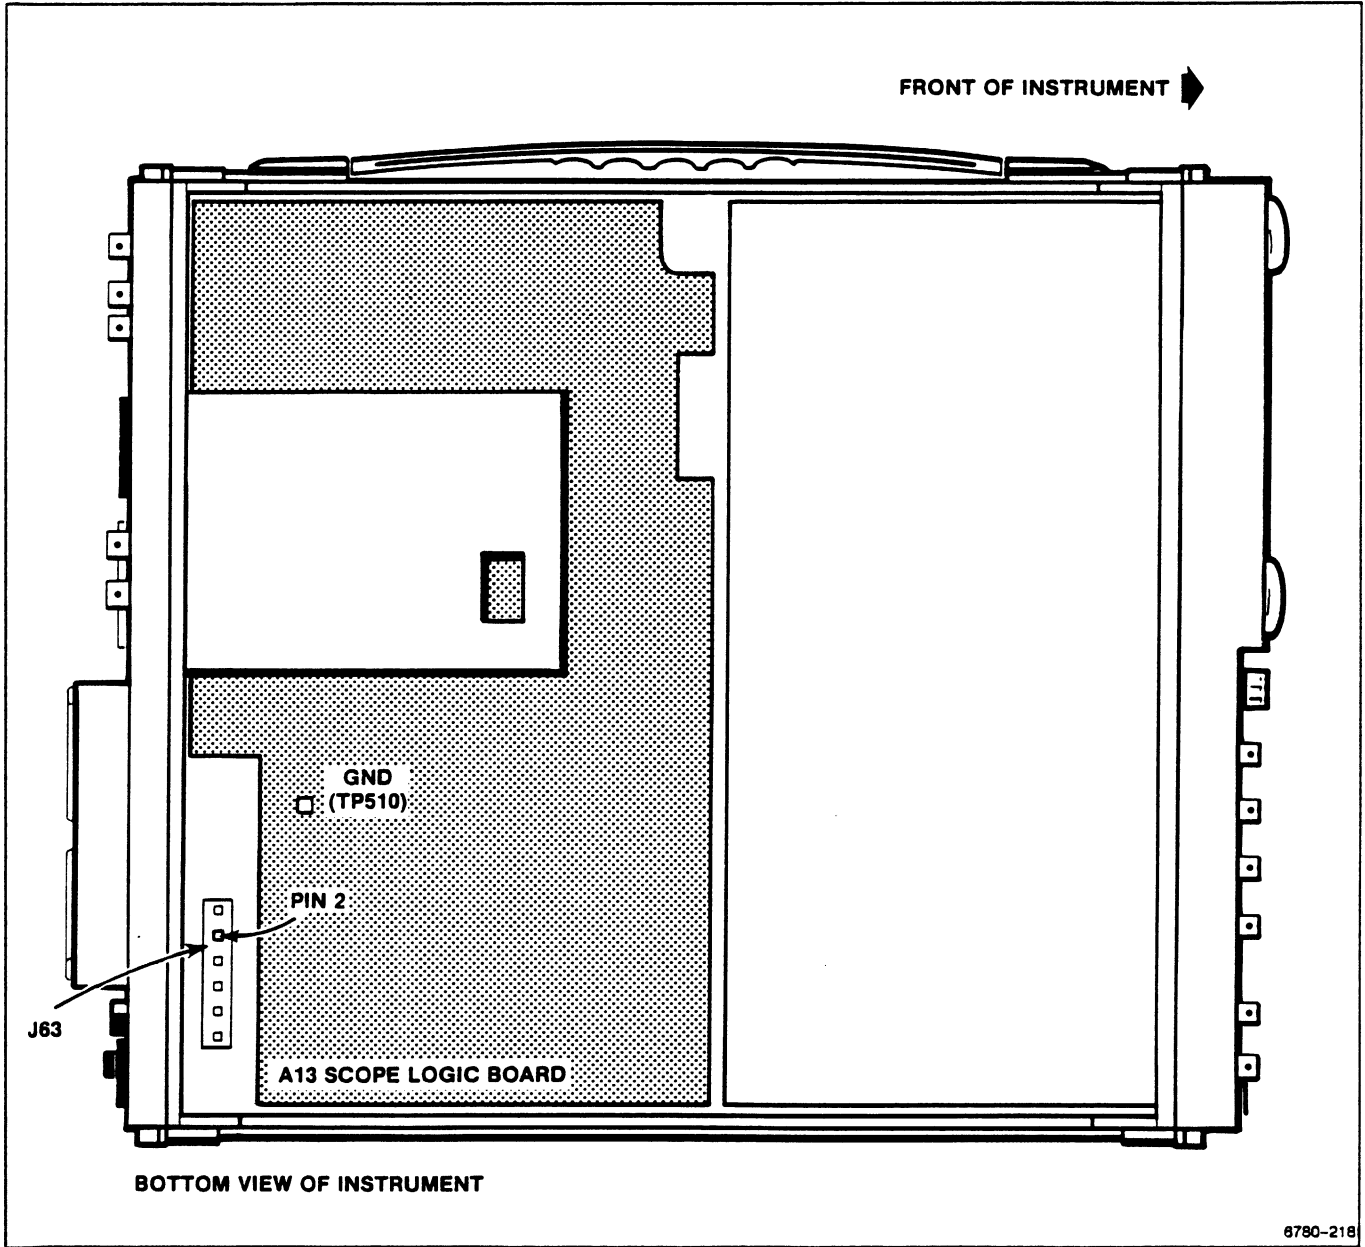 FRONT OF INSTRUMENT
GND
(TP510)
PIN 2
J63
A13 SCOPE LOGIC BOARD
BOTTOM VIEW OF INSTRUMENT
6780-218